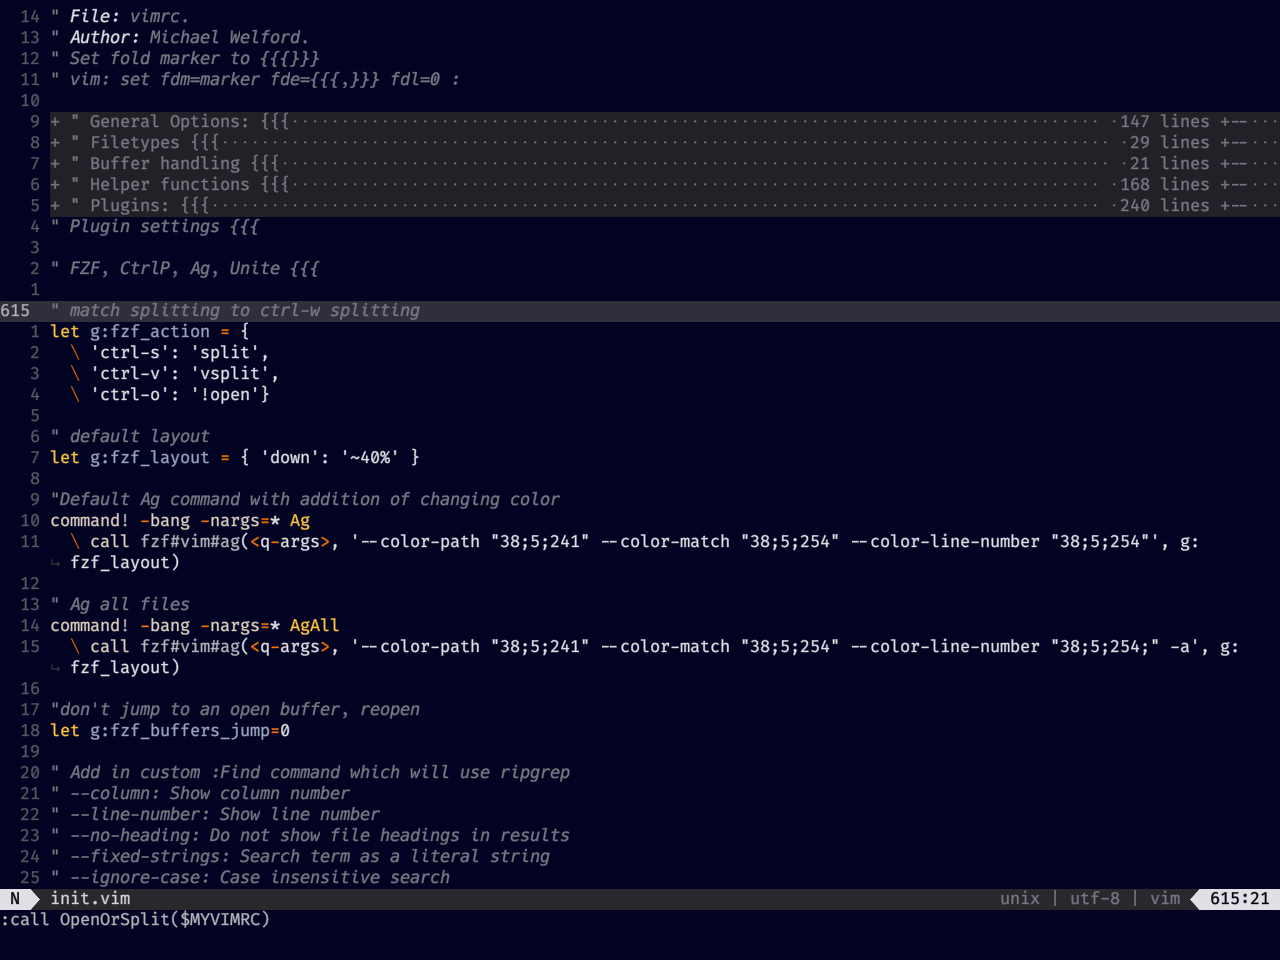 14 " File: vimrc.
13 " Author: Michael Welford.
12 " Set fold marker to {{{}}}
11 " vim: set fdm=marker fde={{{,}}} fdl=0 :
10
9 + " General Options: {{{·································································147 lines +--···
8 + " Filetypes {{{·································································29 lines +--···
7 + " Buffer handling {{{·································································21 lines +--···
6 + " Helper functions {{{·································································168 lines +--···
5 + " Plugins: {{{·································································240 lines +--···
4 " Plugin settings {{{
3
2 " FZF, CtrlP, Ag, Unite {{{
1
615 " match splitting to ctrl-w splitting
1 let g:fzf_action = {
2 \ 'ctrl-s': 'split',
3 \ 'ctrl-v': 'vsplit',
4 \ 'ctrl-o': '!open'}
5
6 " default layout
7 let g:fzf_layout = { 'down': '~40%' }
8
9 "Default Ag command with addition of changing color
10 command! -bang -nargs=* Ag
11 \ call fzf#vim#ag(<q-args>, '--color-path "38;5;241" --color-match "38;5;254" --color-line-number "38;5;254"', g:
↪ fzf_layout)
12
13 " Ag all files
14 command! -bang -nargs=* AgAll
15 \ call fzf#vim#ag(<q-args>, '--color-path "38;5;241" --color-match "38;5;254" --color-line-number "38;5;254;" -a', g:
↪ fzf_layout)
16
17 "don't jump to an open buffer, reopen
18 let g:fzf_buffers_jump=0
19
20 " Add in custom :Find command which will use ripgrep
21 " --column: Show column number
22 " --line-number: Show line number
23 " --no-heading: Do not show file headings in results
24 " --fixed-strings: Search term as a literal string
25 " --ignore-case: Case insensitive search
N init.vim unix | utf-8 | vim 615:21
:call OpenOrSplit($MYVIMRC)